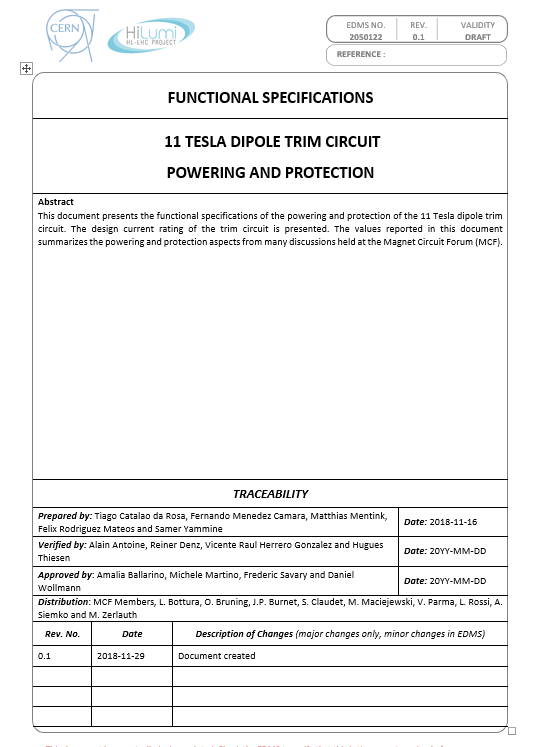 CERN
HiLumi
HL-LHC PROJECT
EDMS NO. REV. VALIDITY
2050122 0.1 DRAFT
REFERENCE :
FUNCTIONAL SPECIFICATIONS
11 TESLA DIPOLE TRIM CIRCUIT
POWERING AND PROTECTION
Abstract
This document presents the functional specifications of the powering and protection of the 11 Tesla dipole trim
circuit. The design current rating of the trim circuit is presented. The values reported in this document
summarizes the powering and protection aspects from many discussions held at the Magnet Circuit Forum (MCF).
TRACEABILITY
Prepared by: Tiago Catalao da Rosa, Fernando Menedez Camara, Matthias Mentink,
Felix Rodriguez Mateos and Samer Yammine
Date: 2018-11-16
Verified by: Alain Antoine, Reiner Denz, Vicente Raul Herrero Gonzalez and Hugues
Thiesen
Date: 20YY-MM-DD
Approved by: Amalia Ballarino, Michele Martino, Frederic Savary and Daniel
Wollmann
Date: 20YY-MM-DD
Distribution: MCF Members, L. Bottura, O. Bruning, J.P. Burnet, S. Claudet, M. Maciejewski, V. Parma, L. Rossi, A.
Siemko and M. Zerlauth
Rev. No. Date Description of Changes (major changes only, minor changes in EDMS)
0.1 2018-11-29 Document created